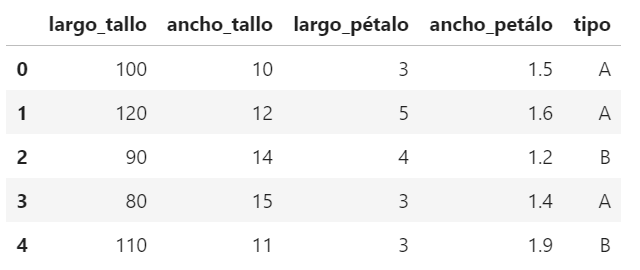 largo_tallo ancho_tallo largo_pétalo ancho_petálo tipo
0 100 10 3 1.5 A
1 120 12 5 1.6 A
2 90 14 4 1.2 B
3 80 15 3 1.4 A
4 110 11 3 1.9 B